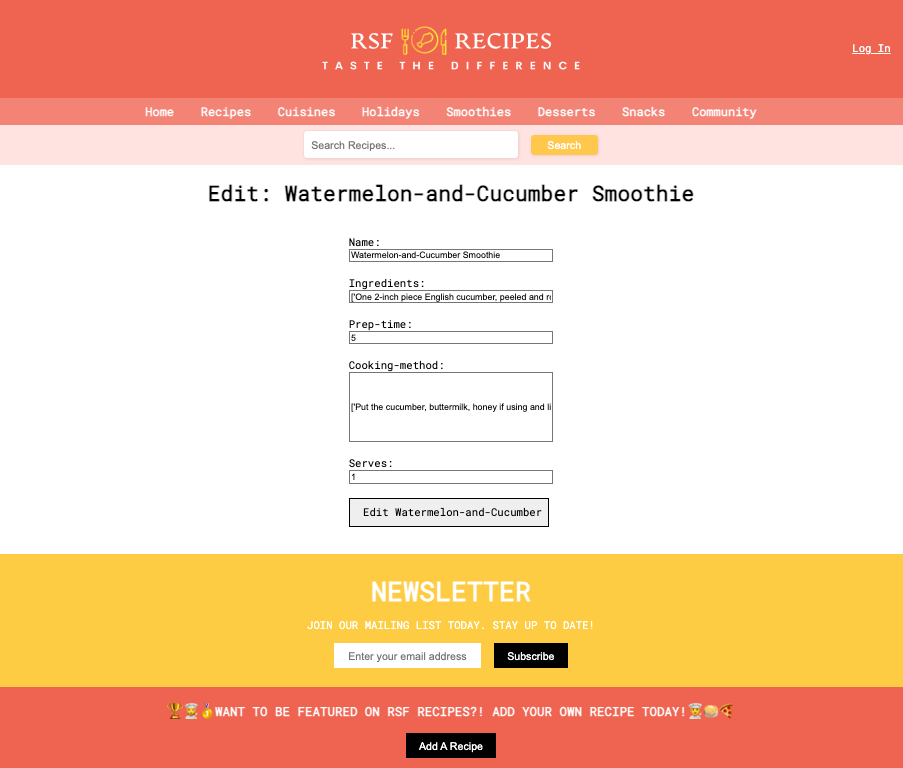 RSF RECIPES
TASTE THE DIFFERENCE
Log In
Home Recipes Cuisines Holidays Smoothies Desserts Snacks Community
Search Recipes... Search
Edit: Watermelon-and-Cucumber Smoothie
Name:
Watermelon-and-Cucumber Smoothie
Ingredients:
['One 2-inch piece English cucumber, peeled and
Prep-time:
5
Cooking-method:
['Put the cucumber, buttermilk, honey if using and
Serves:
1
Edit Watermelon-and-Cucumber
NEWSLETTER
JOIN OUR MAILING LIST TODAY. STAY UP TO DATE!
Enter your email address Subscribe
🏆👨‍🍳🥇WANT TO BE FEATURED ON RSF RECIPES?! ADD YOUR OWN RECIPE TODAY!👨‍🍳🍔🍕
Add A Recipe